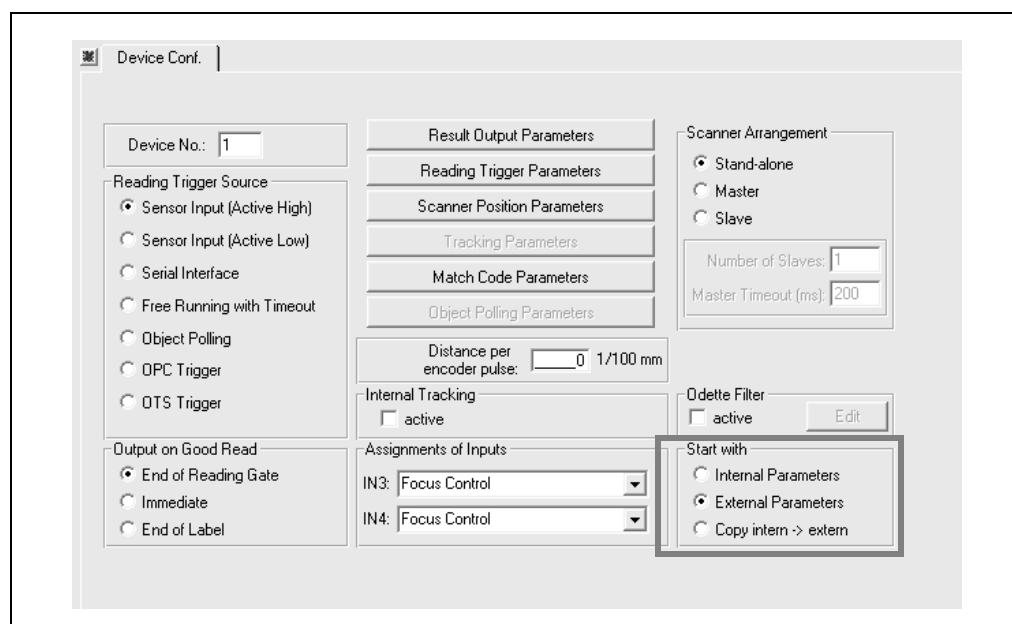 Device Conf.
Device No.: 1
Reading Trigger Source
Sensor Input (Active High)
Sensor Input (Active Low)
Serial Interface
Free Running with Timeout
Object Polling
OPC Trigger
OTS Trigger
Output on Good Read
End of Reading Gate
Immediate
End of Label
Result Output Parameters
Reading Trigger Parameters
Scanner Position Parameters
Tracking Parameters
Match Code Parameters
Object Polling Parameters
Distance per
encoder pulse: _____0 1/100 mm
Internal Tracking
active
Assignments of Inputs
IN3: Focus Control
IN4: Focus Control
Scanner Arrangement
Stand-alone
Master
Slave
Number of Slaves: 1
Master Timeout (ms): 200
Odette Filter
active Edit
Start with
Internal Parameters
External Parameters
Copy intern -> extern